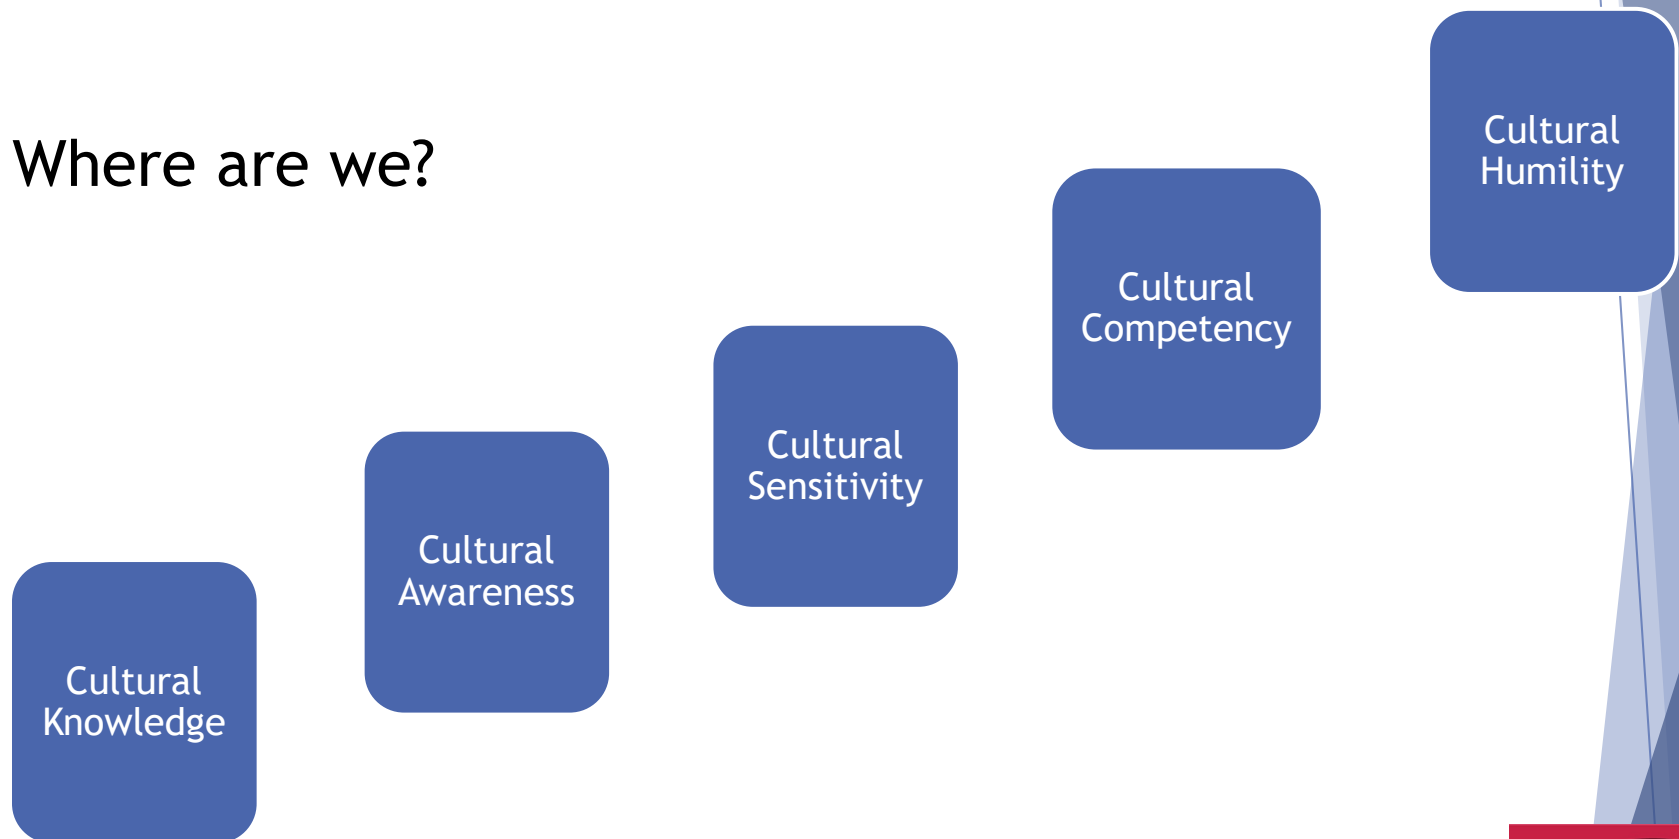 Where are we?
Cultural
Knowledge
Cultural
Awareness
Cultural
Sensitivity
Cultural
Competency
Cultural
Humility